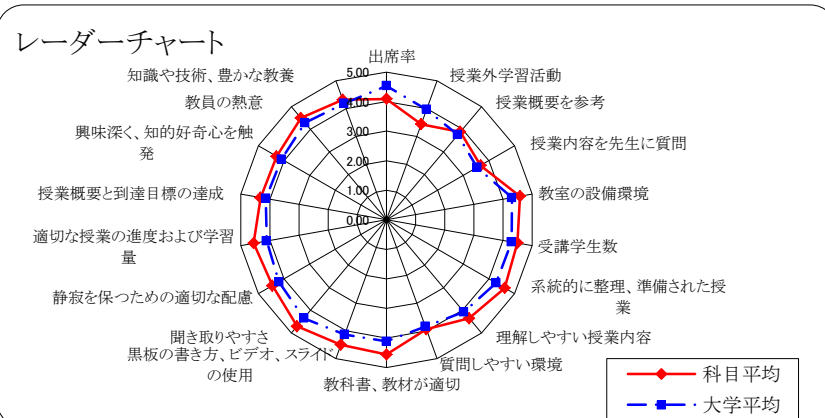 レーダーチャート
出席率
授業外学習活動
授業概要を参考
授業内容を先生に質問
教室の設備環境
受講学生数
系統的に整理、準備された授
業
理解しやすい授業内容
質問しやすい環境
教科書、教材が適切
黒板の書き方、ビデオ、スライド
の使用
聞き取りやすさ
静寂を保つための適切な配慮
適切な授業の進度および学習
量
授業概要と到達目標の達成
興味深く、知的好奇心を触
発
教員の熱意
知識や技術、豊かな教養
5.00
4.00
3.00
2.00
1.00
0.00
科目平均
大学平均